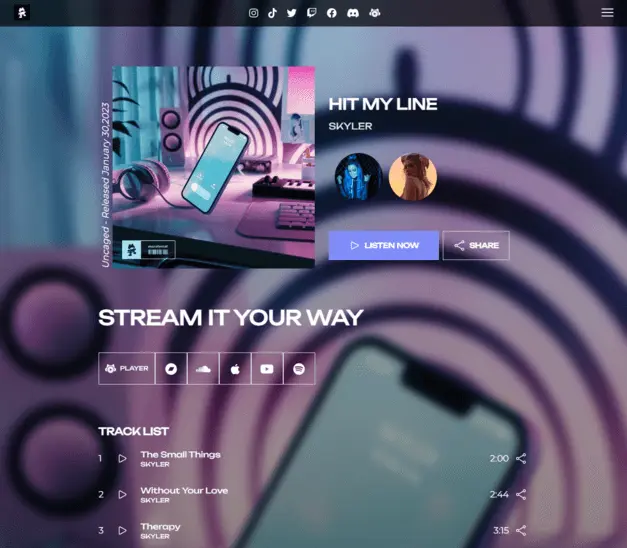 Uncaged - Released January 30,2023
HIT MY LINE
SKYLER
LISTEN NOW
SHARE
STREAM IT YOUR WAY
PLAYER
TRACK LIST
1 The Small Things 2:00
SKYLER
2 Without Your Love 2:44
SKYLER
3 Therapy 3:15
SKYLER